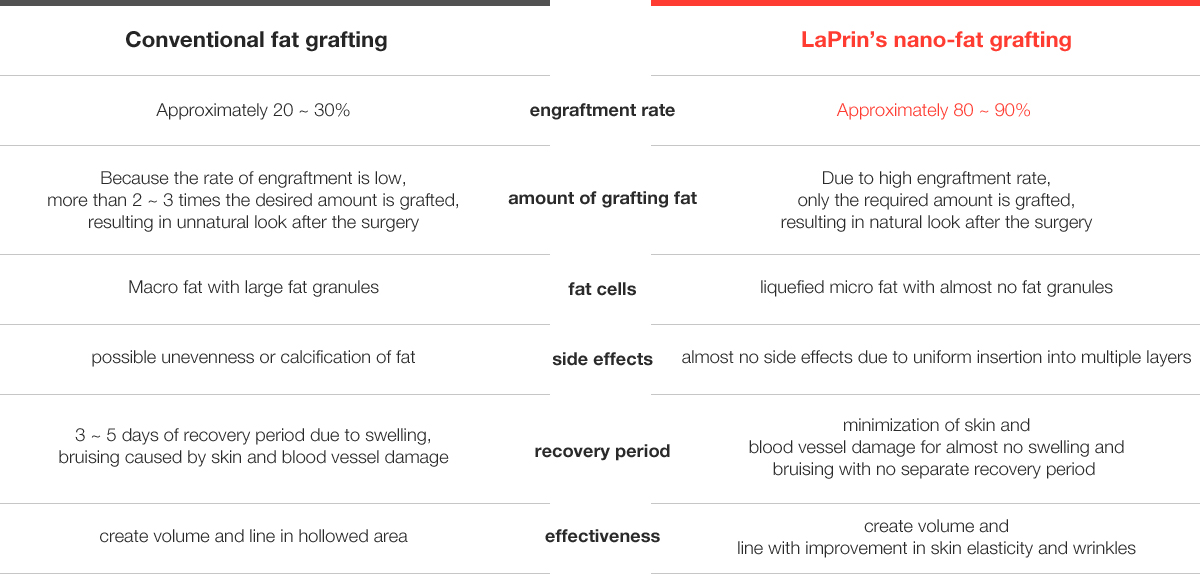 Conventional fat grafting
LaPrin’s nano-fat grafting
Approximately 20 ~ 30%
engraftment rate
Approximately 80 ~ 90%
Because the rate of engraftment is low,
more than 2 ~ 3 times the desired amount is grafted,
resulting in unnatural look after the surgery
amount of grafting fat
Due to high engraftment rate,
only the required amount is grafted,
resulting in natural look after the surgery
Macro fat with large fat granules
fat cells
liquefied micro fat with almost no fat granules
possible unevenness or calcification of fat
side effects
almost no side effects due to uniform insertion into multiple layers
3 ~ 5 days of recovery period due to swelling,
bruising caused by skin and blood vessel damage
recovery period
minimization of skin and
blood vessel damage for almost no swelling and
bruising with no separate recovery period
create volume and line in hollowed area
effectiveness
create volume and
line with improvement in skin elasticity and wrinkles